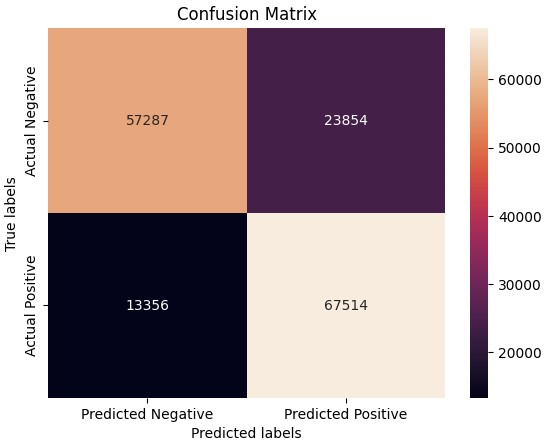 Confusion Matrix
True labels
Actual Negative
Actual Positive
57287
23854
13356
67514
Predicted Negative
Predicted Positive
Predicted labels
60000
50000
40000
30000
20000